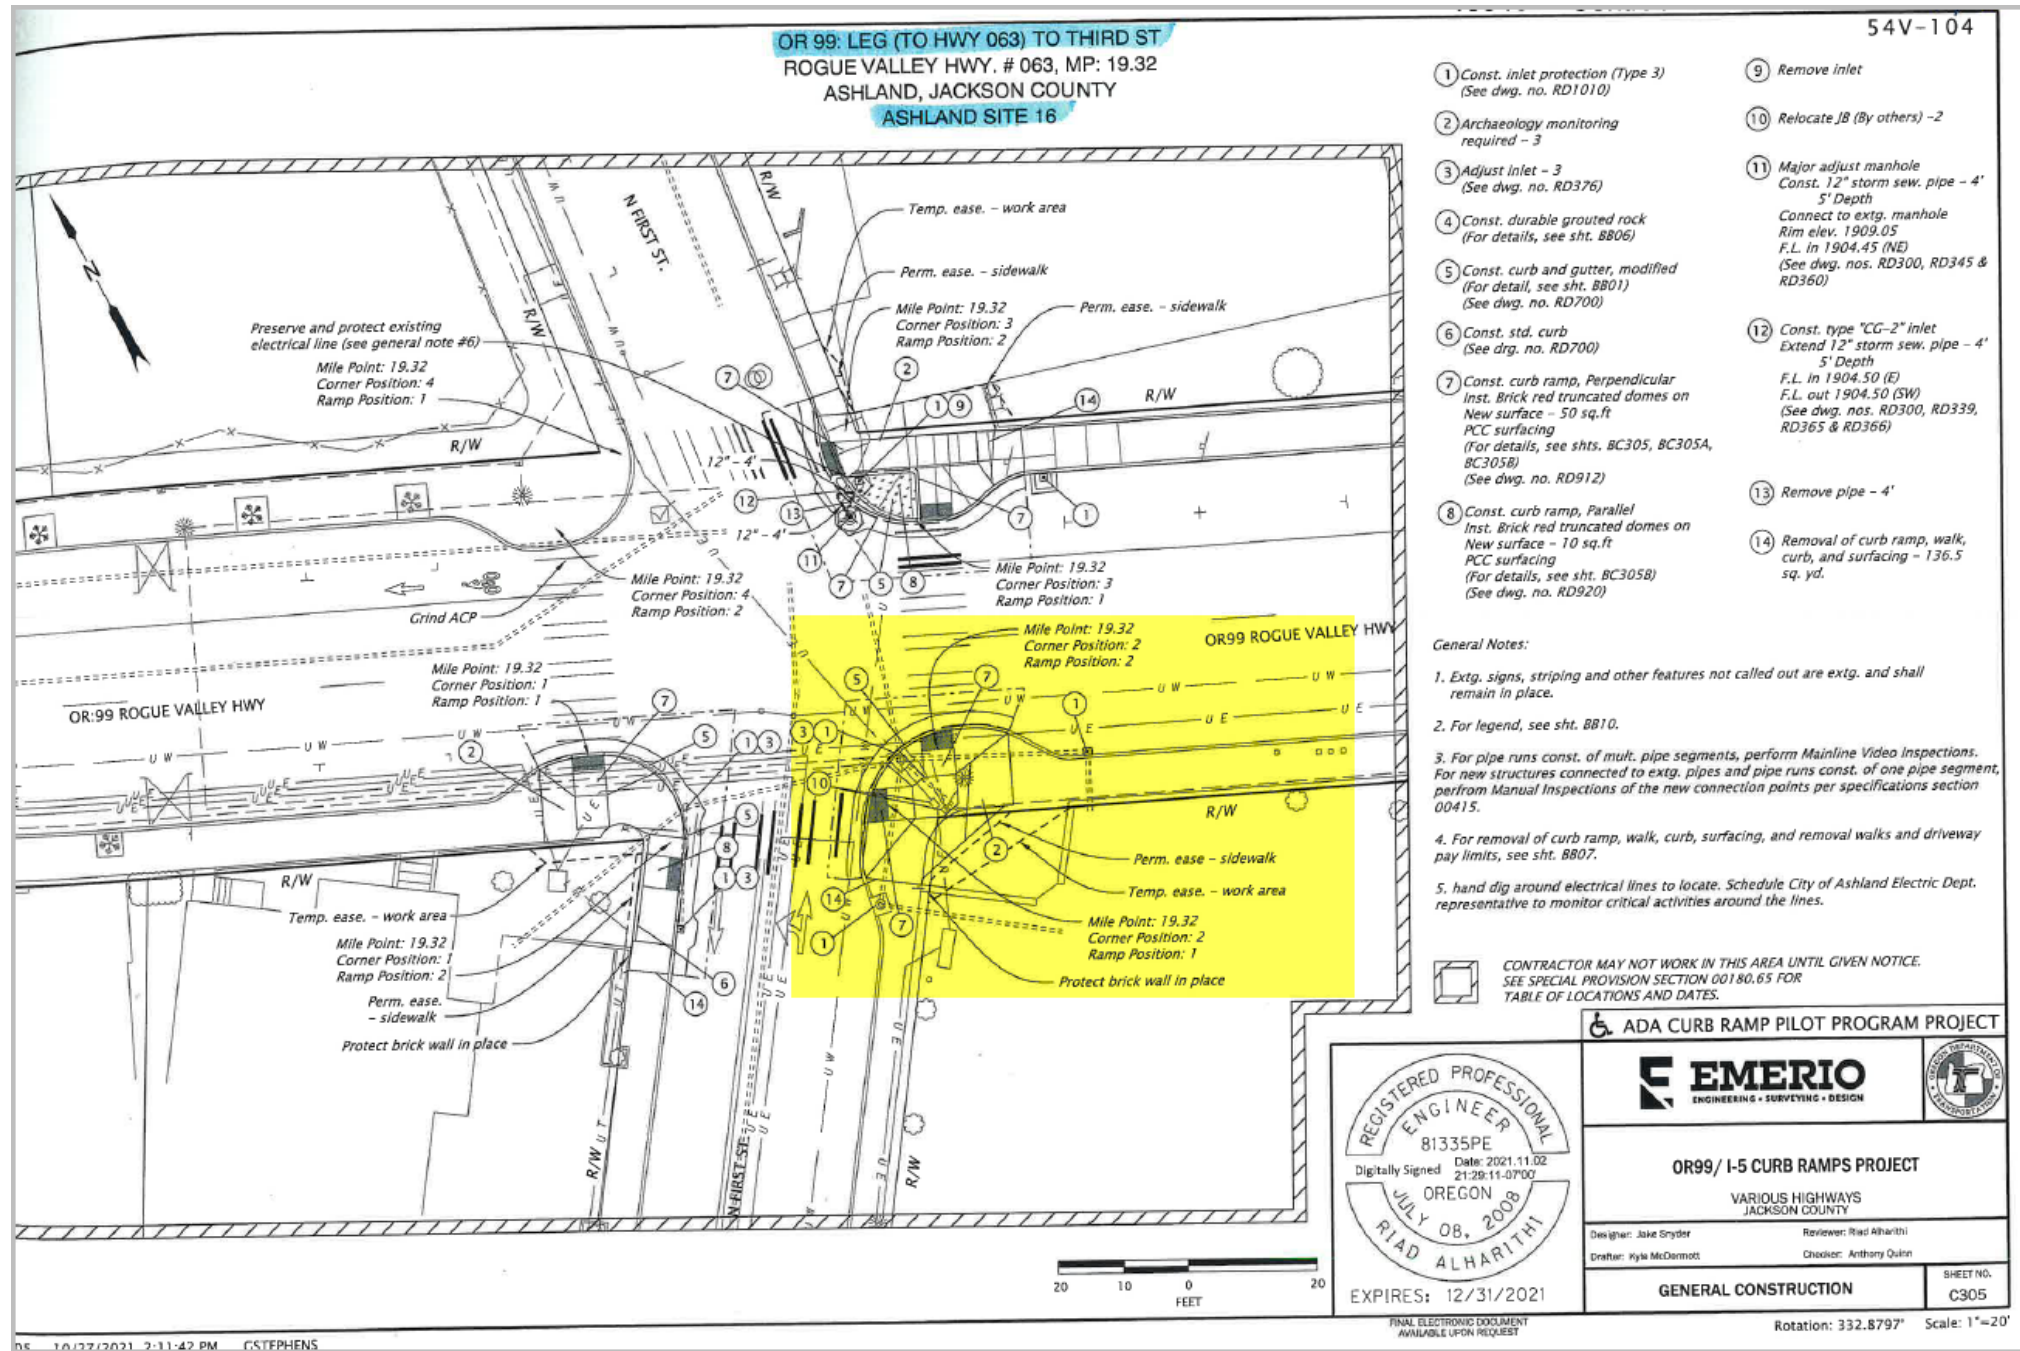 54V-104
OR 99: LEG (TO HWY 063) TO THIRD ST
ROGUE VALLEY HWY. # 063, MP: 19.32
ASHLAND, JACKSON COUNTY
ASHLAND SITE 16
1 Const. inlet protection (Type 3)
(See dwg. no. RD1010)
2 Archaeology monitoring
required - 3
3 Adjust inlet - 3
(See dwg. no. RD376)
4 Const. durable grouted rock
(For details, see sht. BB06)
5 Const. curb and gutter, modified
(For detail, see sht. BB01)
(See dwg. no. RD700)
6 Const. std. curb
(See drg. no. RD700)
7 Const. curb ramp, Perpendicular
Inst. Brick red truncated domes on
New surface - 50 sq.ft
PCC surfacing
(For details, see shts. BC305, BC305A,
BC305B)
(See dwg. no. RD912)
8 Const. curb ramp, Parallel
Inst. Brick red truncated domes on
New surface - 10 sq.ft
PCC surfacing
(For details, see sht. BC305B)
(See dwg. no. RD920)
9 Remove inlet
10 Relocate JB (By others) -2
11 Major adjust manhole
Const. 12" storm sew. pipe - 4'
5' Depth
Connect to extg. manhole
Rim elev. 1909.05
F.L. in 1904.45 (NE)
(See dwg. nos. RD300, RD345 &
RD360)
12 Const. type "CG-2" inlet
Extend 12" storm sew. pipe - 4'
5' Depth
F.L. in 1904.50 (E)
F.L. out 1904.50 (SW)
(See dwg. nos. RD300, RD339,
RD365 & RD366)
13 Remove pipe - 4'
14 Removal of curb ramp, walk,
curb, and surfacing - 136.5
sq. yd.
General Notes:
1. Extg. signs, striping and other features not called out are extg. and shall
remain in place.
2. For legend, see sht. BB10.
3. For pipe runs const. of mult. pipe segments, perform Mainline Video Inspections.
For new structures connected to extg. pipes and pipe runs const. of one pipe segment,
perfrom Manual Inspections of the new connection points per specifications section
00415.
4. For removal of curb ramp, walk, curb, surfacing, and removal walks and driveway
pay limits, see sht. BB07.
5. hand dig around electrical lines to locate. Schedule City of Ashland Electric Dept.
representative to monitor critical activities around the lines.
CONTRACTOR MAY NOT WORK IN THIS AREA UNTIL GIVEN NOTICE.
SEE SPECIAL PROVISION SECTION 00180.65 FOR
TABLE OF LOCATIONS AND DATES.
N
N FIRST ST.
R/W
R/W
Temp. ease. - work area
Perm. ease. - sidewalk
Mile Point: 19.32
Corner Position: 3
Ramp Position: 2
Perm. ease. - sidewalk
Preserve and protect existing
electrical line (see general note #6)
Mile Point: 19.32
Corner Position: 4
Ramp Position: 1
R/W
R/W
12" - 4'
12" - 4'
Mile Point: 19.32
Corner Position: 4
Ramp Position: 2
Mile Point: 19.32
Corner Position: 3
Ramp Position: 1
Grind ACP
Mile Point: 19.32
Corner Position: 1
Ramp Position: 1
OR:99 ROGUE VALLEY HWY
Mile Point: 19.32
Corner Position: 2
Ramp Position: 2
OR99 ROGUE VALLEY HWY
R/W
Perm. ease - sidewalk
Temp. ease. - work area
Mile Point: 19.32
Corner Position: 2
Ramp Position: 1
Protect brick wall in place
R/W
Temp. ease. - work area
Mile Point: 19.32
Corner Position: 1
Ramp Position: 2
Perm. ease.
- sidewalk
Protect brick wall in place
R/W
N FIRST ST.
R/W
20 10 0 20
FEET
REGISTERED PROFESSIONAL
ENGINEER
81335PE
Digitally Signed Date: 2021.11.02
21:29:11-07'00'
OREGON
JULY 08, 2008
RIAD ALHARITHI
EXPIRES: 12/31/2021
FINAL ELECTRONIC DOCUMENT
AVAILABLE UPON REQUEST
ADA CURB RAMP PILOT PROGRAM PROJECT
EMERIO
ENGINEERING • SURVEYING • DESIGN
OREGON DEPARTMENT OF TRANSPORTATION
OR99/ I-5 CURB RAMPS PROJECT
VARIOUS HIGHWAYS
JACKSON COUNTY
Designer: Jake Snyder Reviewer: Riad Alharithi
Drafter: Kyle McDermott Checker: Anthony Quinn
GENERAL CONSTRUCTION
SHEET NO.
C305
Rotation: 332.8797° Scale: 1"=20'
10/27/2021 2:11:42 PM GSTEPHENS